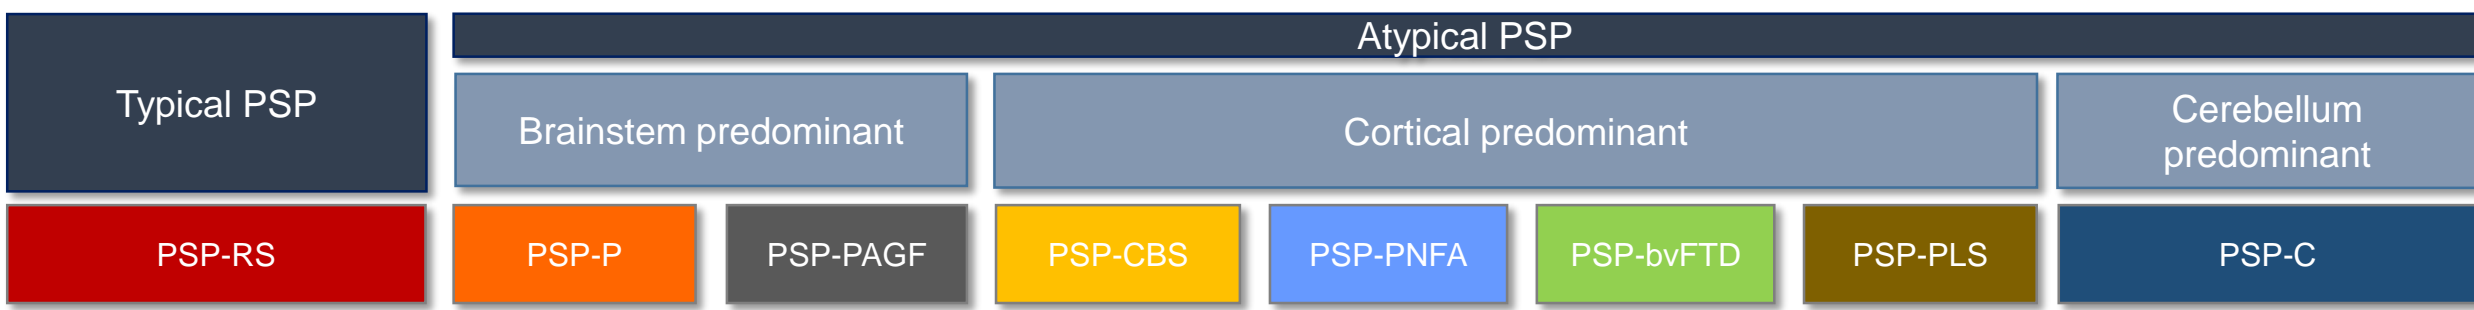 Atypical PSP
Typical PSP
Brainstem predominant
Cortical predominant
Cerebellum
predominant
PSP-RS
PSP-P
PSP-PAGF
PSP-CBS
PSP-PNFA
PSP-bvFTD
PSP-PLS
PSP-C